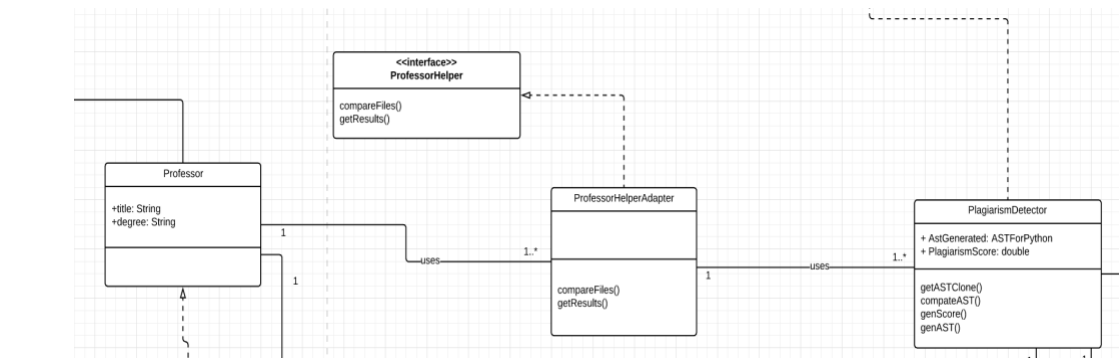 <<interface>>
ProfessorHelper
compareFiles()
getResults()
Professor
+title: String
+degree: String
1
uses
1..*
1
ProfessorHelperAdapter
compareFiles()
getResults()
1
uses
1..*
PlagiarismDetector
+ AstGenerated: ASTForPython
+ PlagiarismScore: double
getASTClone()
compateAST()
genScore()
genAST()